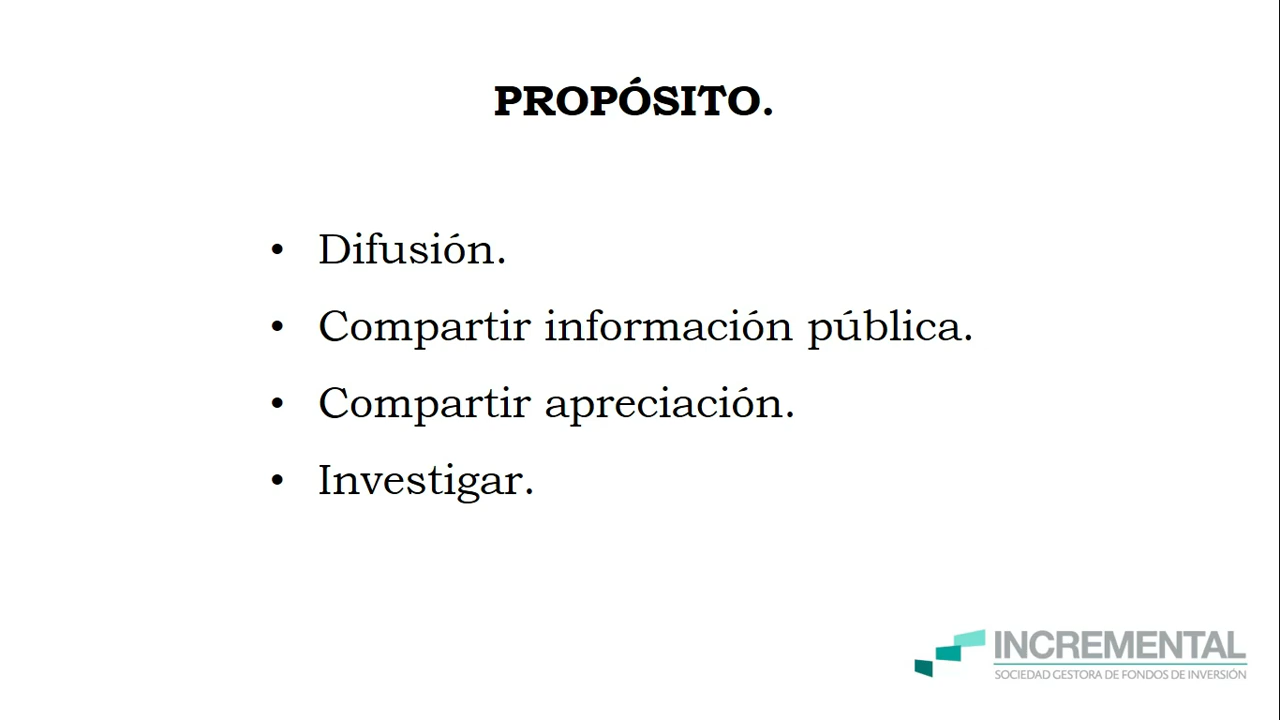 PROPÓSITO.
• Difusión.
• Compartir información pública.
• Compartir apreciación.
• Investigar.
INCREMENTAL
SOCIEDAD GESTORA DE FONDOS DE INVERSIÓN